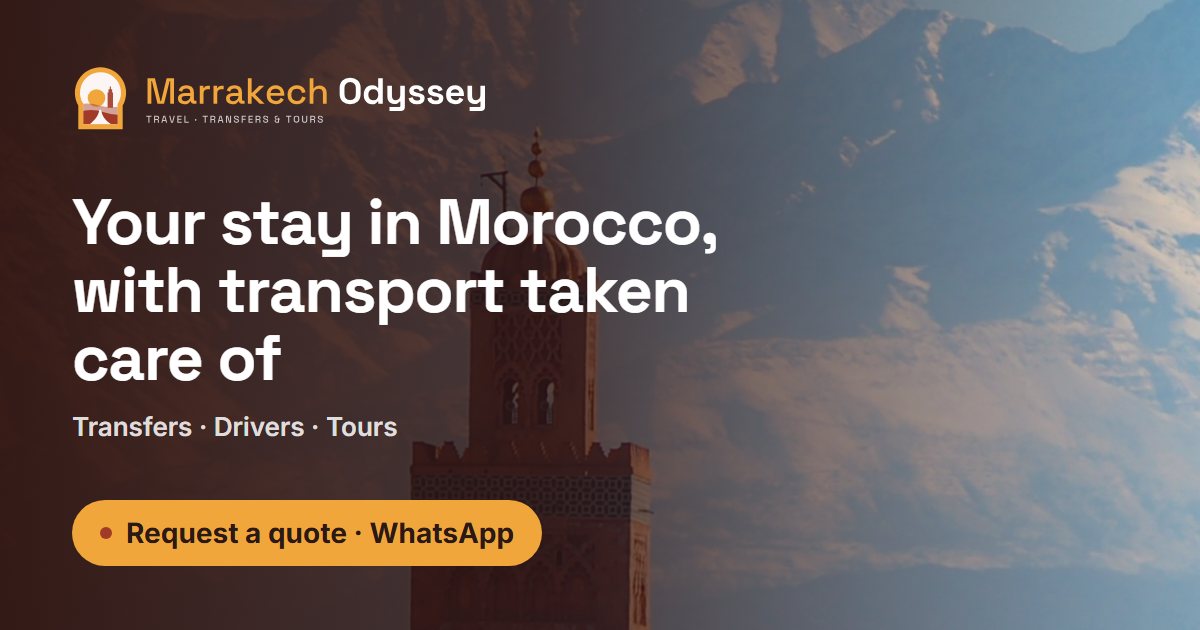 Marrakech Odyssey
TRAVEL · TRANSFERS & TOURS
Your stay in Morocco,
with transport taken
care of
Transfers · Drivers · Tours
Request a quote · WhatsApp